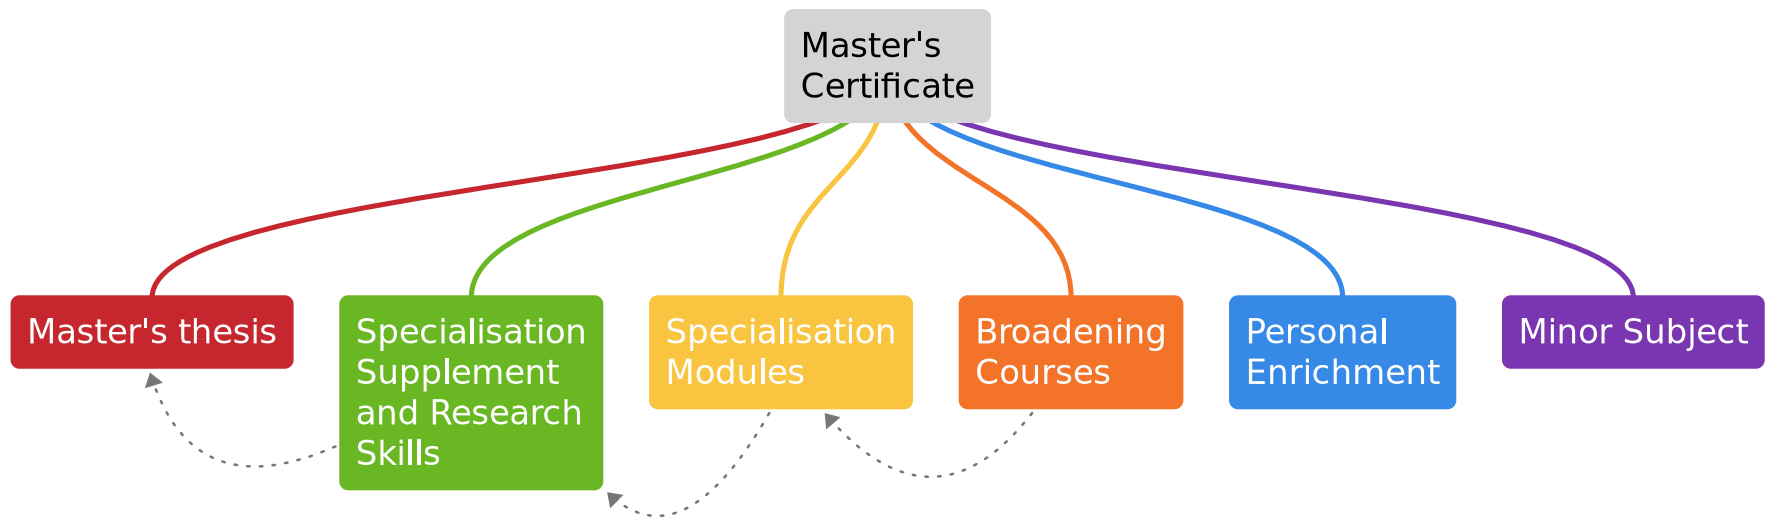 Master's
Certificate
Master's thesis
Specialisation
Supplement
and Research
Skills
Specialisation
Modules
Broadening
Courses
Personal
Enrichment
Minor Subject